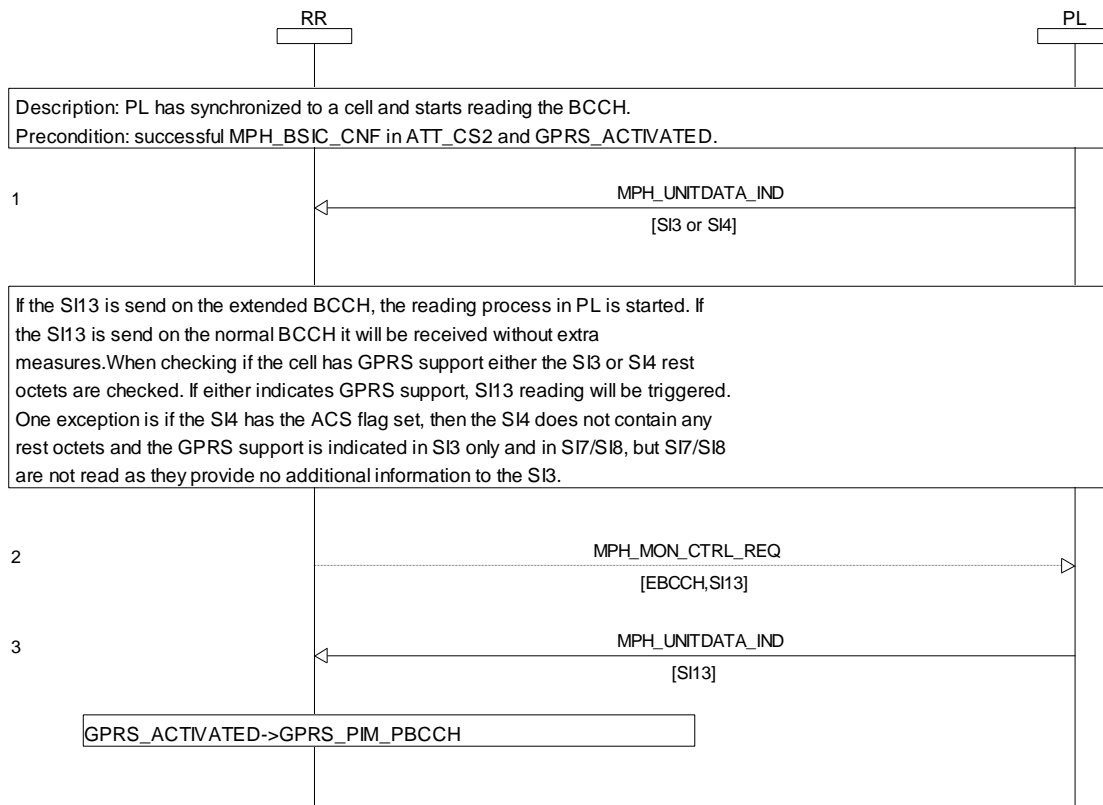 RR
PL
Description: PL has synchronized to a cell and starts reading the BCCH.
Precondition: successful MPH_BSIC_CNF in ATT_CS2 and GPRS_ACTIVATED.
1
MPH_UNITDATA_IND
[SI3 or SI4]
If the SI13 is send on the extended BCCH, the reading process in PL is started. If
the SI13 is send on the normal BCCH it will be received without extra
measures.When checking if the cell has GPRS support either the SI3 or SI4 rest
octets are checked. If either indicates GPRS support, SI13 reading will be triggered.
One exception is if the SI4 has the ACS flag set, then the SI4 does not contain any
rest octets and the GPRS support is indicated in SI3 only and in SI7/SI8, but SI7/SI8
are not read as they provide no additional information to the SI3.
2
MPH_MON_CTRL_REQ
[EBCCH,SI13]
3
MPH_UNITDATA_IND
[SI13]
GPRS_ACTIVATED->GPRS_PIM_PBCCH